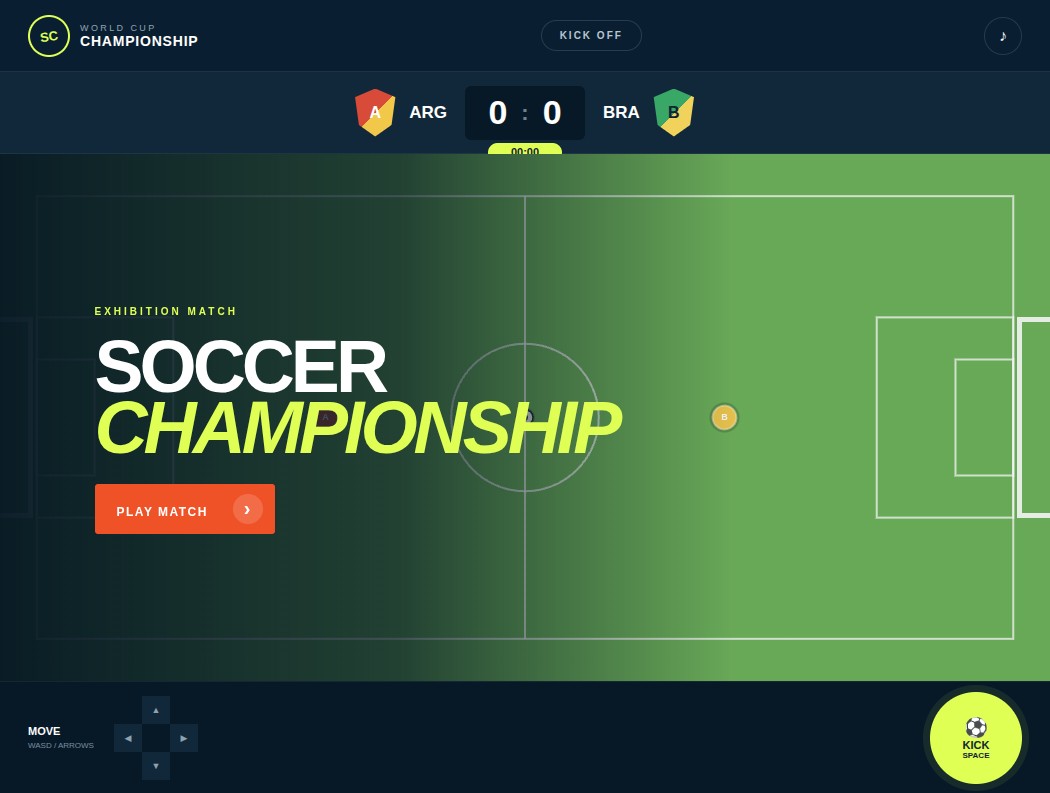 SC
WORLD CUP
CHAMPIONSHIP
KICK OFF
♪
A ARG 0 : 0 BRA B
00:00
EXHIBITION MATCH
SOCCER
CHAMPIONSHIP
A
B
PLAY MATCH ›
MOVE
WASD / ARROWS
▲
◀ ▶
▼
KICK
SPACE